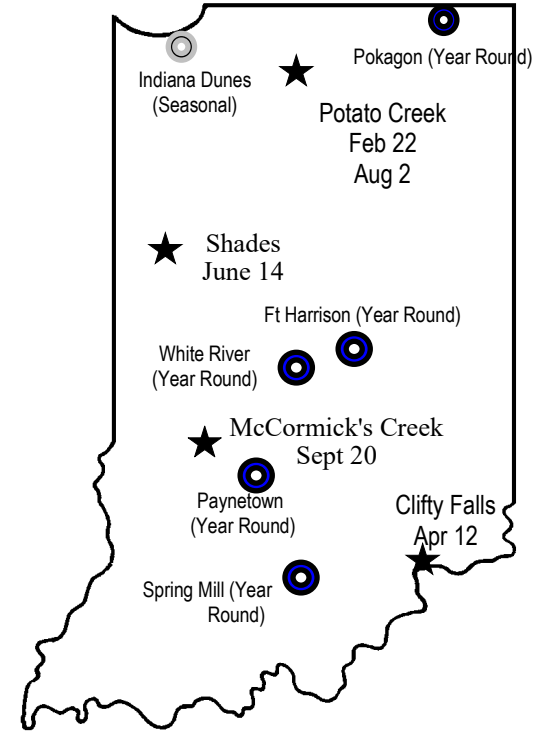 Pokagon (Year Round)
Indiana Dunes
(Seasonal)
Potato Creek
Feb 22
Aug 2
Shades
June 14
Ft Harrison (Year Round)
White River
(Year Round)
McCormick's Creek
Sept 20
Paynetown
(Year Round)
Clifty Falls
Apr 12
Spring Mill (Year
Round)